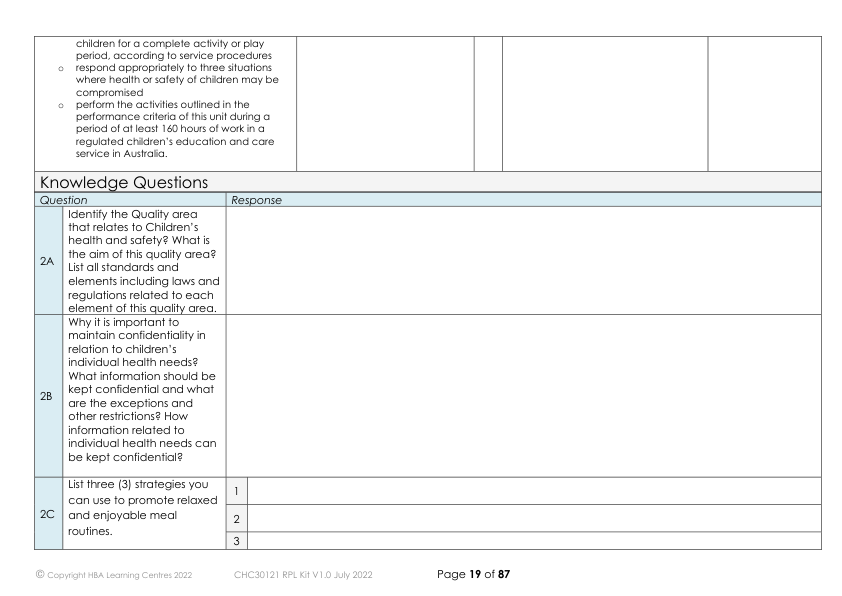 children for a complete activity or play
period, according to service procedures
o respond appropriately to three situations
where health or safety of children may be
compromised
o perform the activities outlined in the
performance criteria of this unit during a
period of at least 160 hours of work in a
regulated children’s education and care
service in Australia.
Knowledge Questions
Question Response
2A
Identify the Quality area
that relates to Children’s
health and safety? What is
the aim of this quality area?
List all standards and
elements including laws and
regulations related to each
element of this quality area.
2B
Why it is important to
maintain confidentiality in
relation to children’s
individual health needs?
What information should be
kept confidential and what
are the exceptions and
other restrictions? How
information related to
individual health needs can
be kept confidential?
2C
List three (3) strategies you
can use to promote relaxed
and enjoyable meal
routines.
1
2
3
© Copyright HBA Learning Centres 2022 CHC30121 RPL Kit V1.0 July 2022 Page 19 of 87